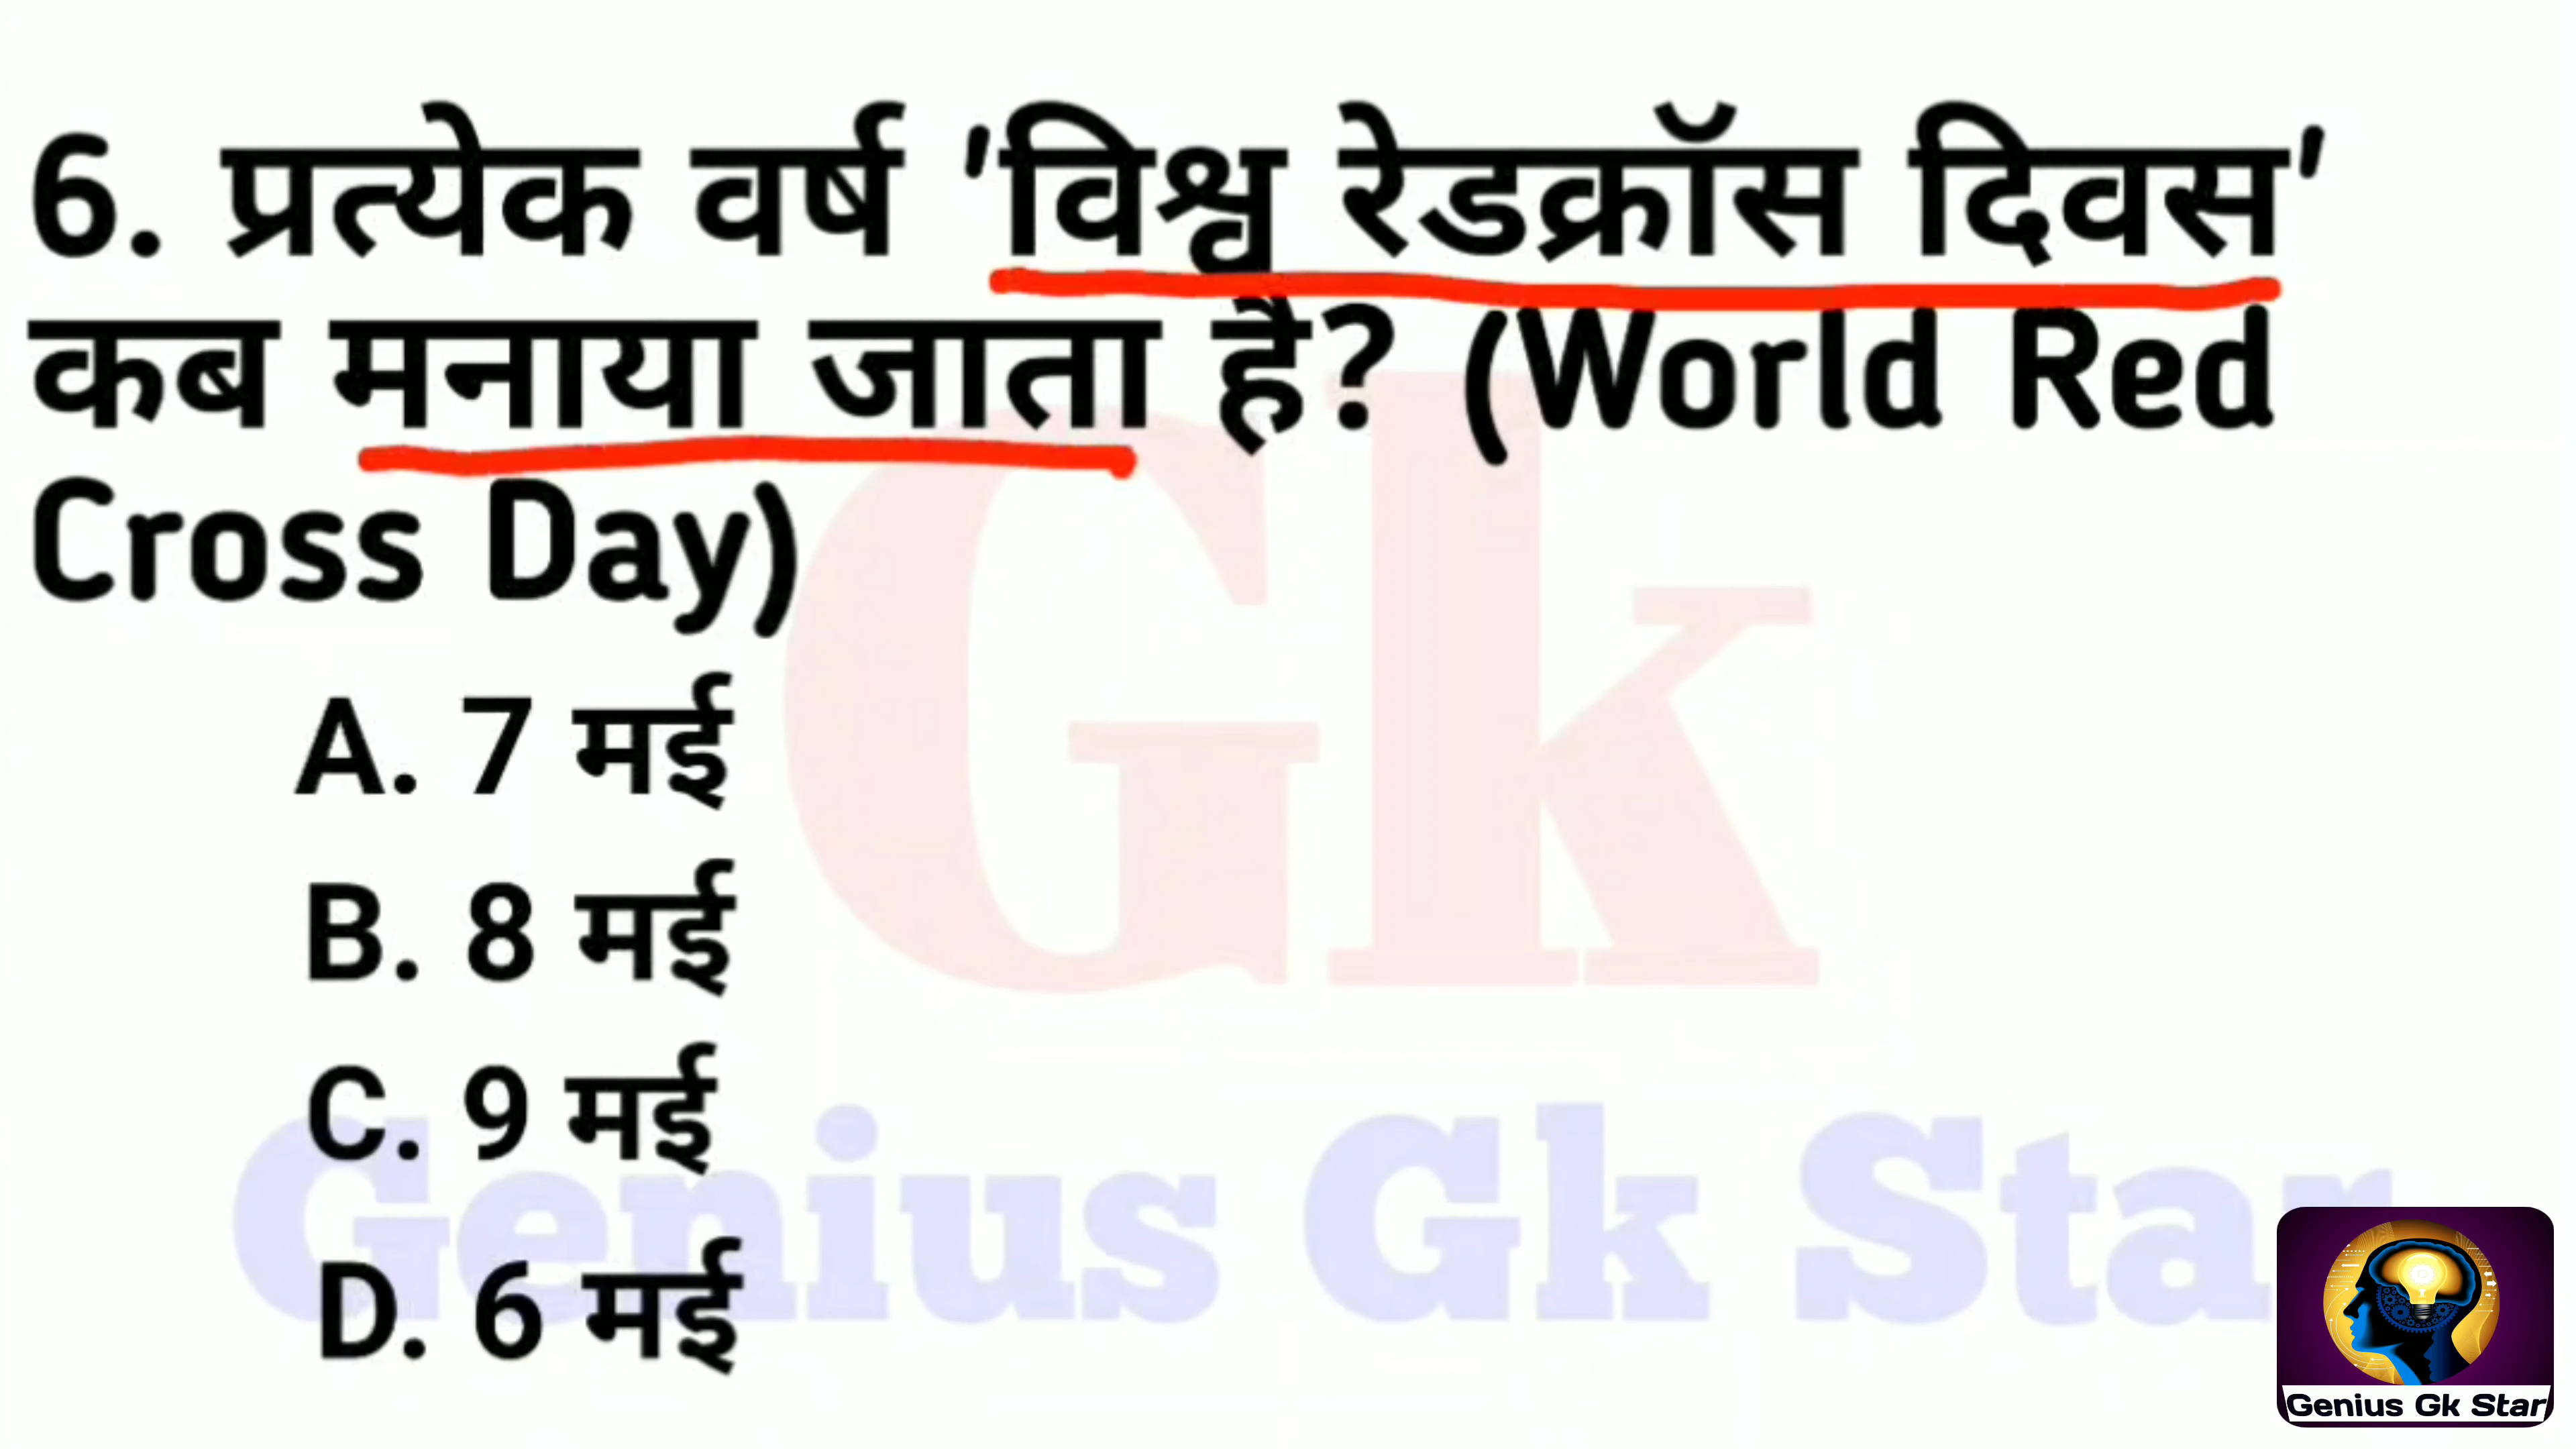 6. प्रत्येक वर्ष 'विश्व रेडक्रॉस दिवस'
कब मनाया जाता है? (World Red
Cross Day)
A. 7 मई
B. 8 मई
C. 9 मई
D. 6 मई
Gk
Genius Gk Star
Genius Gk Star